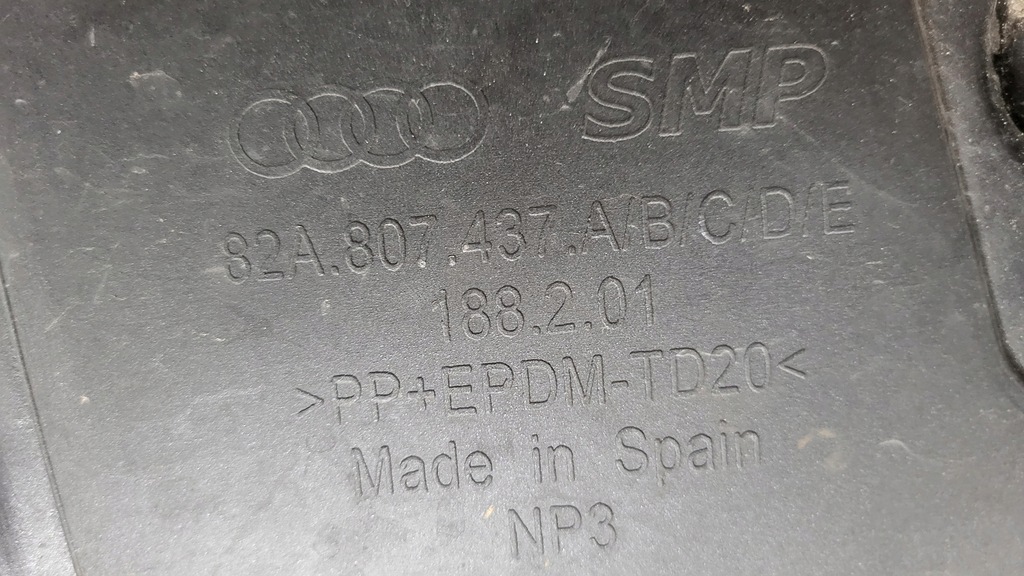 SMP
82A.807.437.A/B/C/D/E
188.2.01
>PP+EPDM-TD20<
Made in Spain
NP3